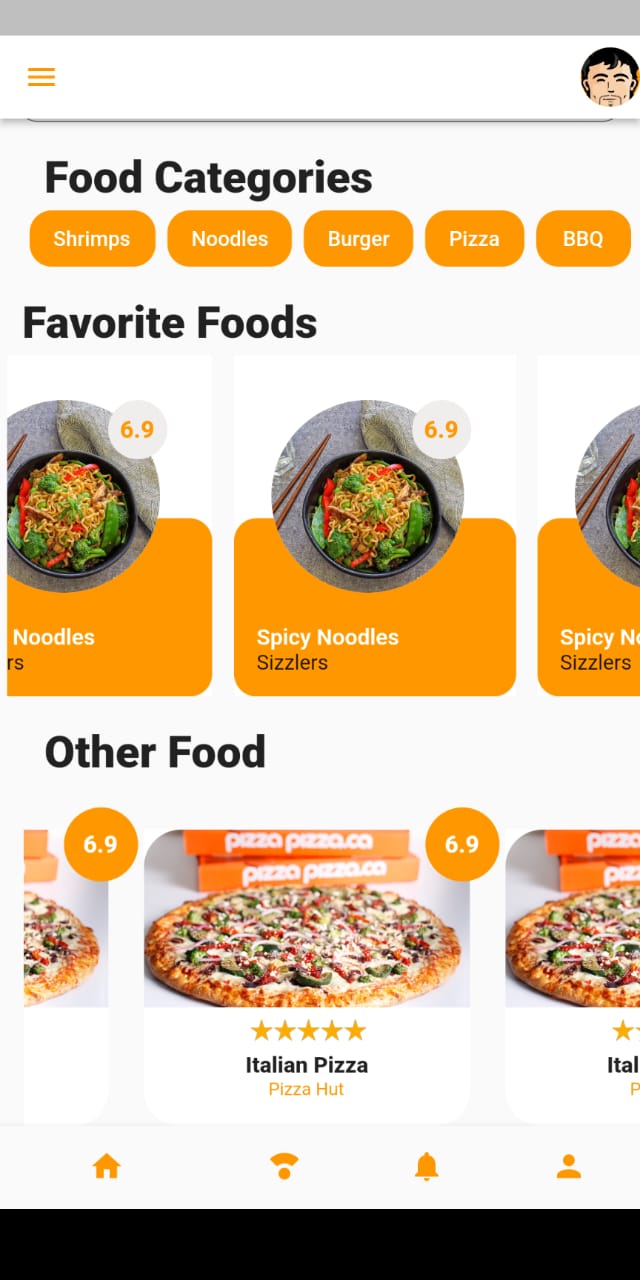 Food Categories
Shrimps Noodles Burger Pizza BBQ
Favorite Foods
6.9 6.9
Noodles Spicy Noodles Spicy No
rs Sizzlers Sizzlers
Other Food
6.9 6.9
pizza pizza.ca pizza
pizza pizza.ca
★★★★★
Italian Pizza Ital
Pizza Hut P